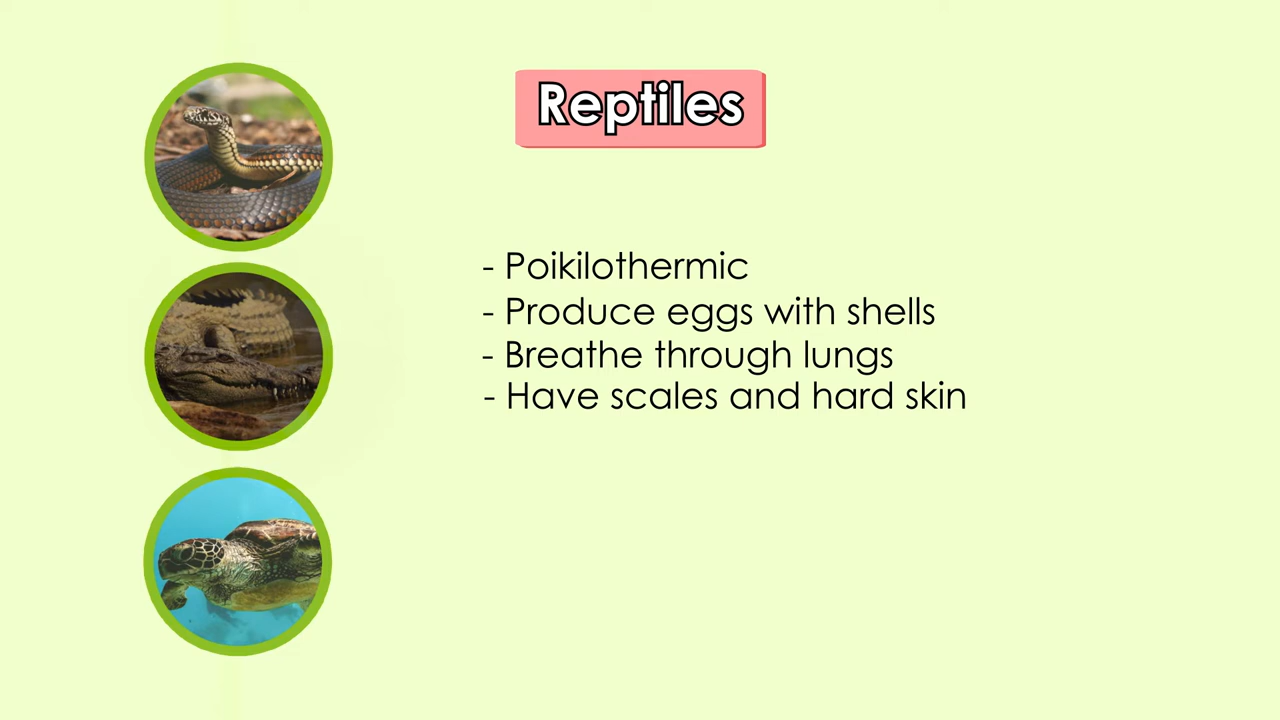 Reptiles
- Poikilothermic
- Produce eggs with shells
- Breathe through lungs
- Have scales and hard skin